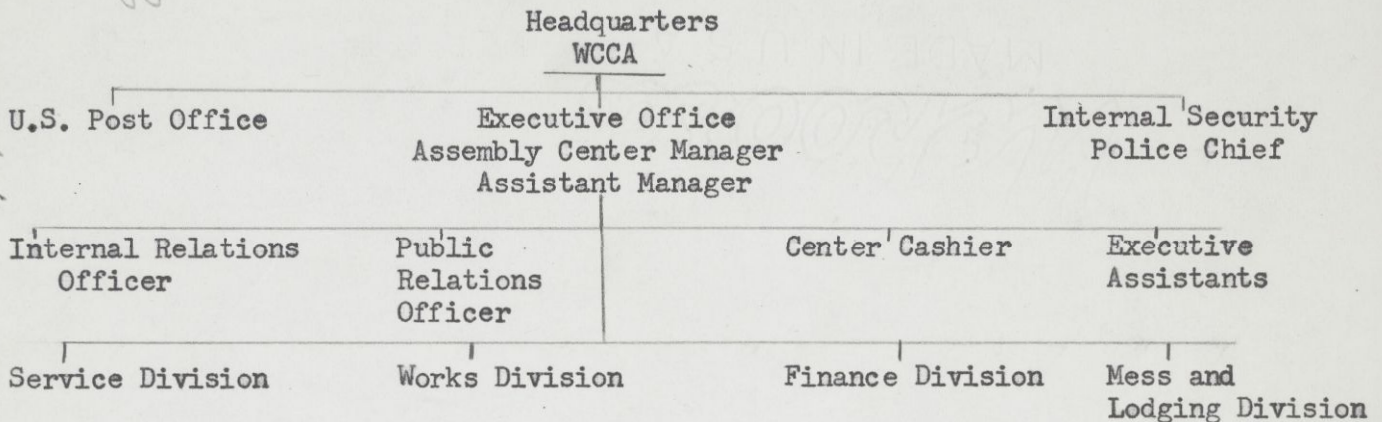 Headquarters
WCCA
U.S. Post Office
Executive Office
Assembly Center Manager
Assistant Manager
Internal Security
Police Chief
Internal Relations
Officer
Public
Relations
Officer
Center Cashier
Executive
Assistants
Service Division
Works Division
Finance Division
Mess and
Lodging Division